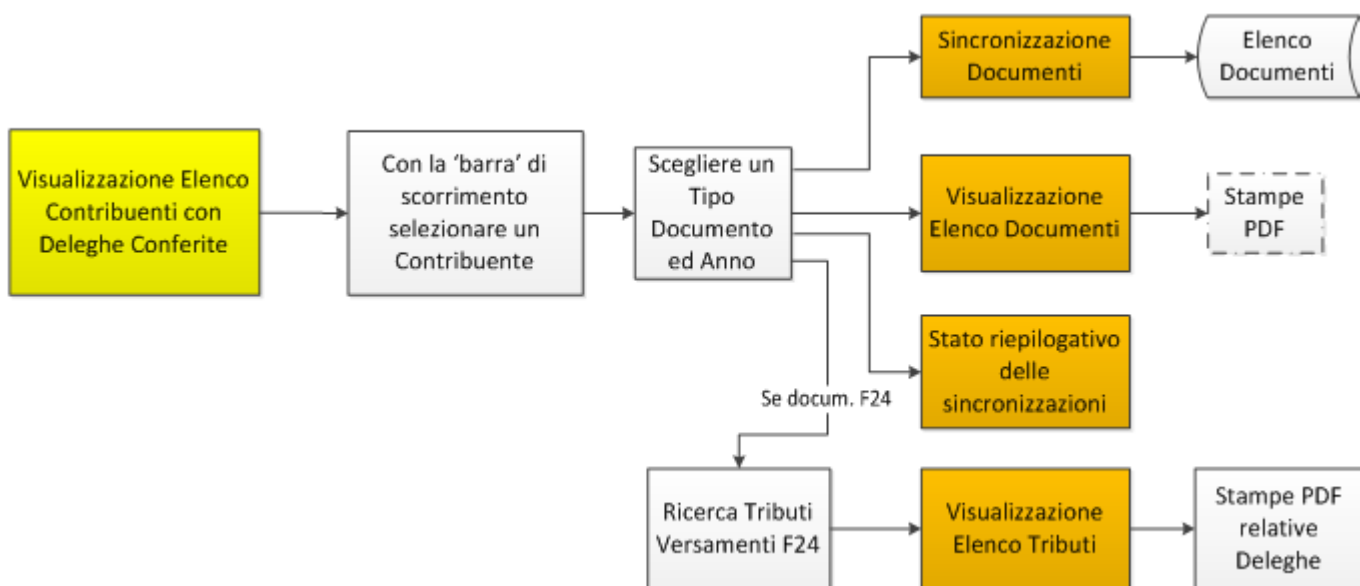 Visualizzazione Elenco
Contribuenti con
Deleghe Conferite
Con la ‘barra’ di
scorrimento
selezionare un
Contribuente
Scegliere un
Tipo
Documento
ed Anno
Sincronizzazione
Documenti
Elenco
Documenti
Visualizzazione
Elenco Documenti
Stampe
PDF
Stato riepilogativo
delle
sincronizzazioni
Se docum. F24
Ricerca Tributi
Versamenti F24
Visualizzazione
Elenco Tributi
Stampe PDF
relative
Deleghe